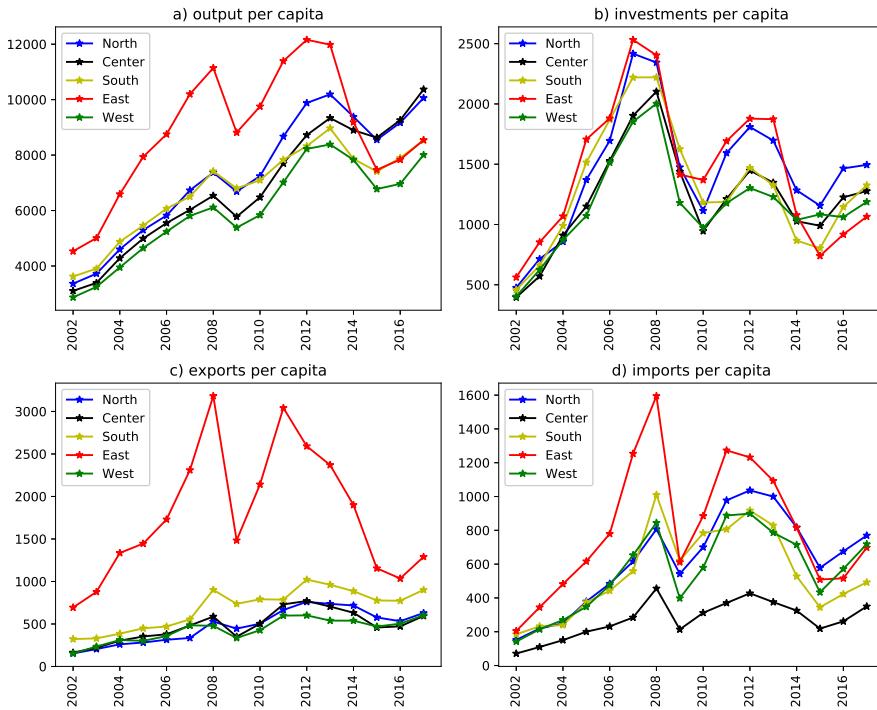 a) output per capita
12000
10000
8000
6000
4000
North
Center
South
East
West
2002
2004
2006
2008
2010
2012
2014
2016
b) investments per capita
2500
2000
1500
1000
500
North
Center
South
East
West
2002
2004
2006
2008
2010
2012
2014
2016
c) exports per capita
3000
2500
2000
1500
1000
500
0
North
Center
South
East
West
2002
2004
2006
2008
2010
2012
2014
2016
d) imports per capita
1600
1400
1200
1000
800
600
400
200
0
North
Center
South
East
West
2002
2004
2006
2008
2010
2012
2014
2016